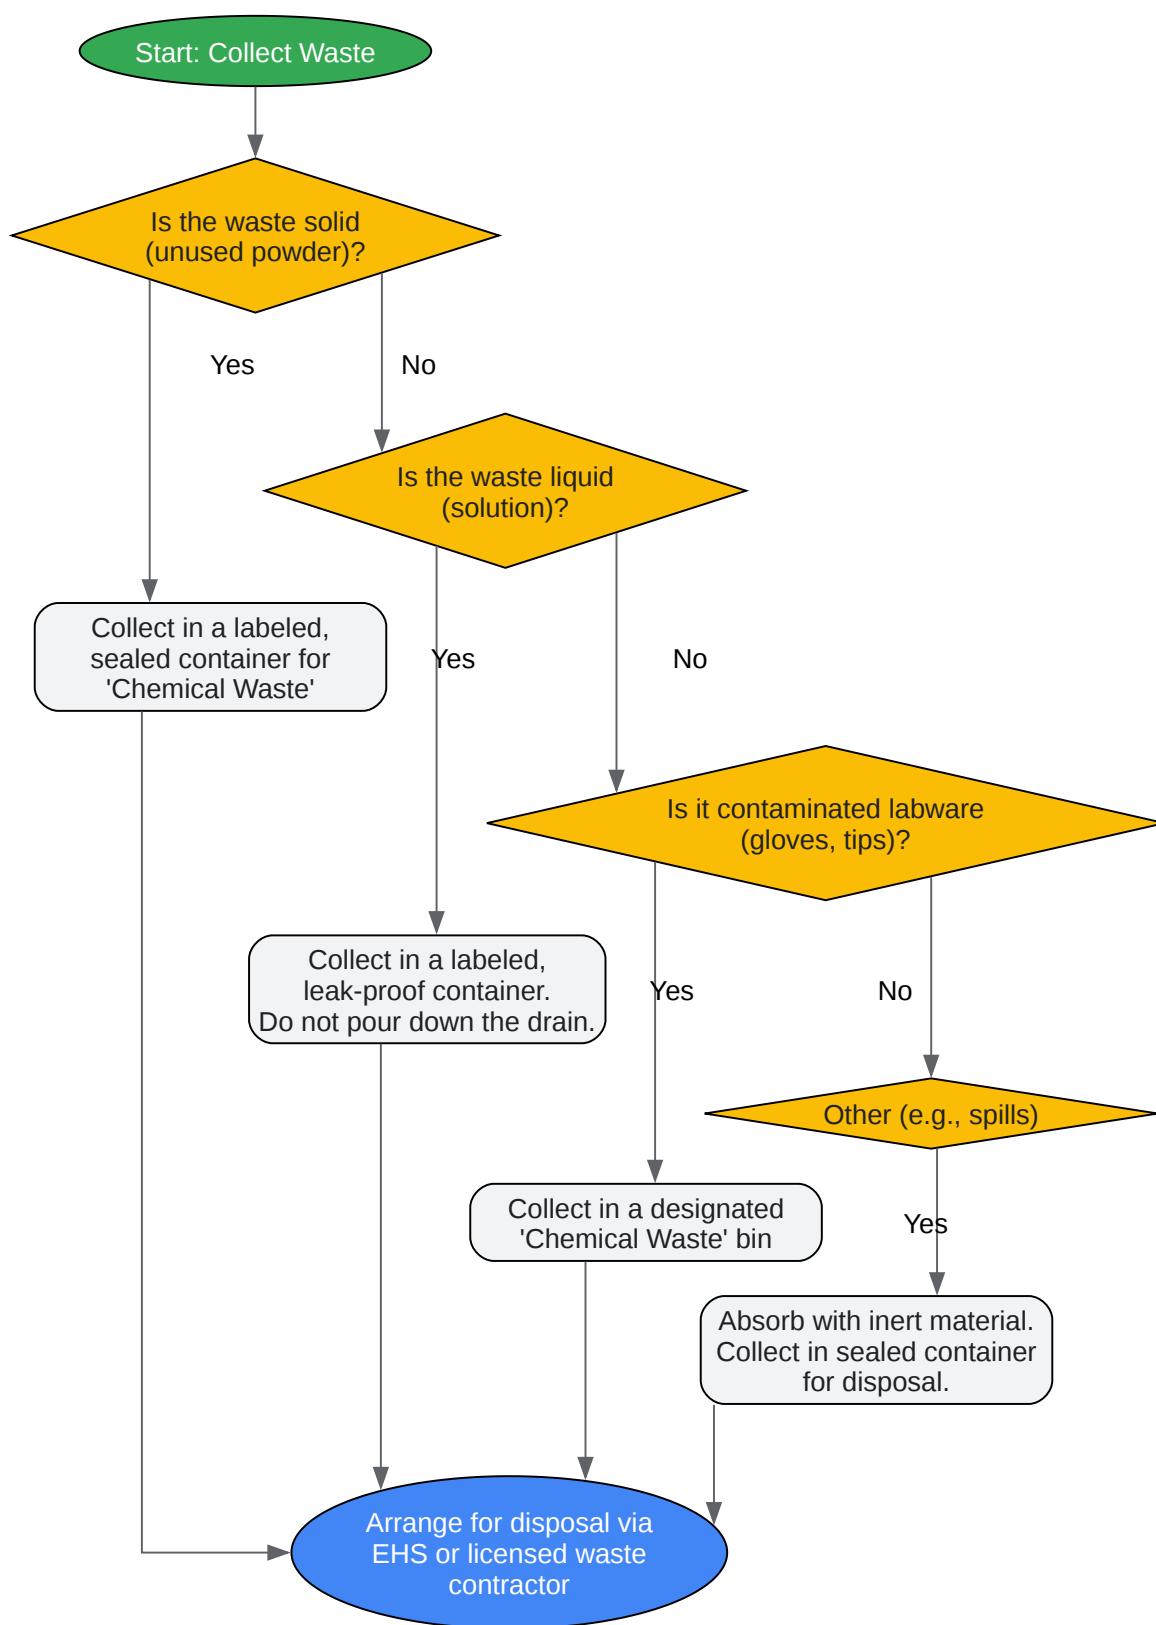 Start: Collect Waste
Is the waste solid
(unused powder)?
Yes
No
Is the waste liquid
(solution)?
Collect in a labeled,
sealed container for
'Chemical Waste'
Yes
No
Is it contaminated labware
(gloves, tips)?
Collect in a labeled,
leak-proof container.
Do not pour down the drain.
Yes
No
Other (e.g., spills)
Collect in a designated
'Chemical Waste' bin
Yes
Absorb with inert material.
Collect in sealed container
for disposal.
Arrange for disposal via
EHS or licensed waste
contractor